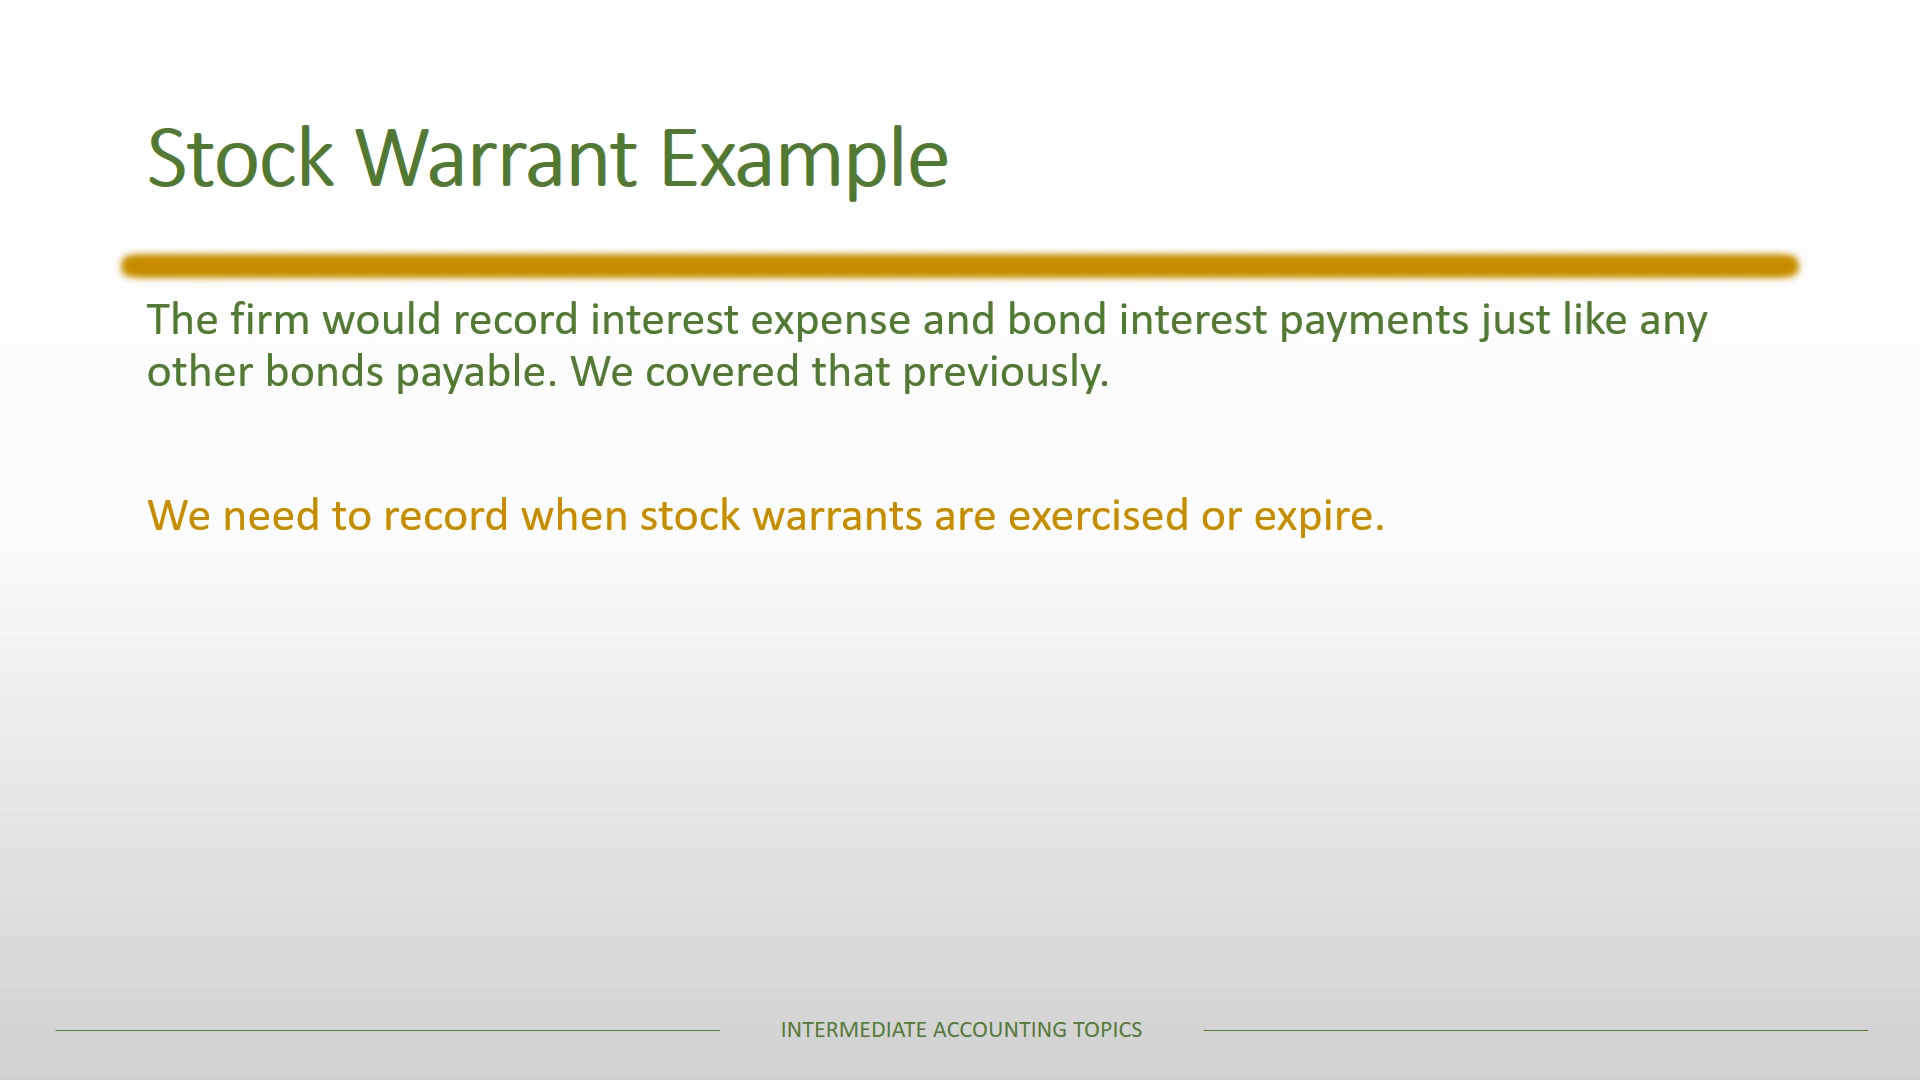 Stock Warrant Example
The firm would record interest expense and bond interest payments just like any
other bonds payable. We covered that previously.
We need to record when stock warrants are exercised or expire.
INTERMEDIATE ACCOUNTING TOPICS